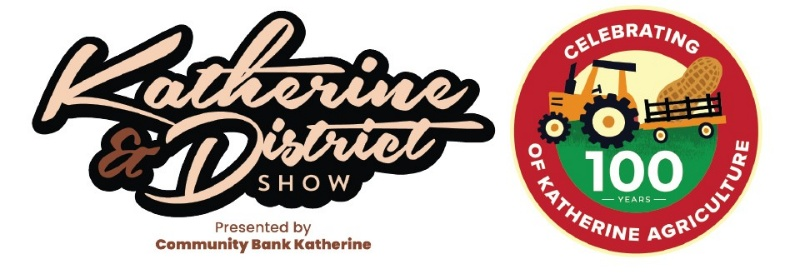 Katherine
& District
SHOW
Presented by
Community Bank Katherine
CELEBRATING
100
YEARS
OF KATHERINE AGRICULTURE